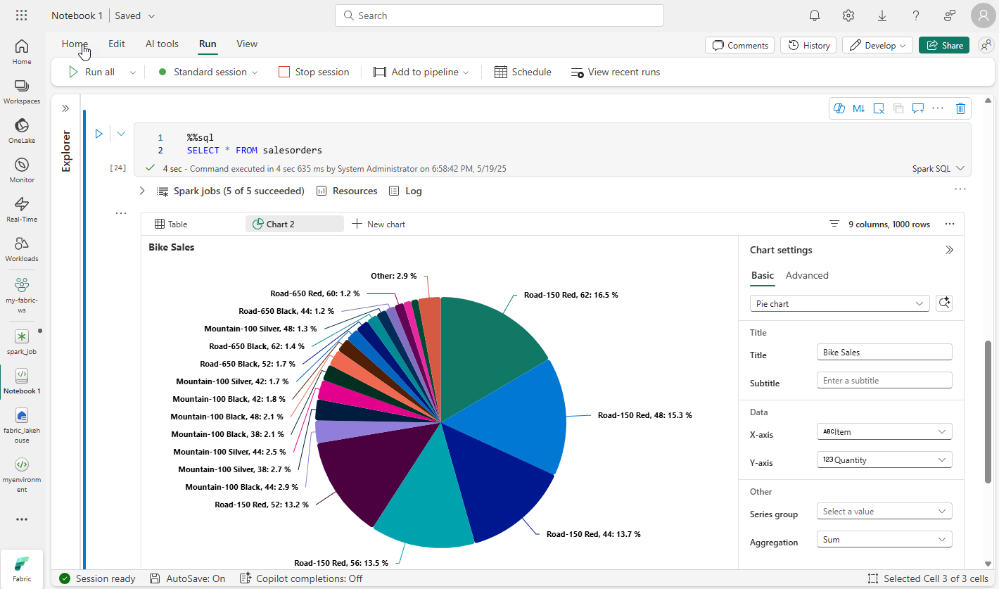 Notebook 1
Saved
Search
Home
Edit
AI tools
Run
View
Comments
History
Develop
Share
Run all
Standard session
Stop session
Add to pipeline
Schedule
View recent runs
Home
Workspaces
OneLake
Monitor
Real-Time
Workloads
my-fabric-
ws
spark_job
Notebook 1
fabric_lakeh
ouse
myenvironm
ent
Fabric
Explorer
M↓
1 %%sql
2 SELECT * FROM salesorders
[24]
4 sec - Command executed in 4 sec 635 ms by System Administrator on 6:58:42 PM, 5/19/25
Spark SQL
Spark jobs (5 of 5 succeeded)
Resources
Log
Table
Chart 2
New chart
9 columns, 1000 rows
Bike Sales
Other: 2.9 %
Road-650 Red, 60: 1.2 %
Road-650 Black, 44: 1.2 %
Mountain-100 Silver, 48: 1.3 %
Road-650 Black, 62: 1.4 %
Road-650 Black, 52: 1.7 %
Mountain-100 Silver, 42: 1.7 %
Mountain-100 Black, 42: 1.8 %
Mountain-100 Black, 48: 2.1 %
Mountain-100 Black, 38: 2.1 %
Mountain-100 Silver, 44: 2.5 %
Mountain-100 Silver, 38: 2.7 %
Mountain-100 Black, 44: 2.9 %
Road-150 Red, 52: 13.2 %
Road-150 Red, 56: 13.5 %
Road-150 Red, 62: 16.5 %
Road-150 Red, 48: 15.3 %
Road-150 Red, 44: 13.7 %
Chart settings
Basic
Advanced
Pie chart
Title
Title
Bike Sales
Subtitle
Enter a subtitle
Data
X-axis
ABC Item
Y-axis
123 Quantity
Other
Series group
Select a value
Aggregation
Sum
Session ready
AutoSave: On
Copilot completions: Off
Selected Cell 3 of 3 cells